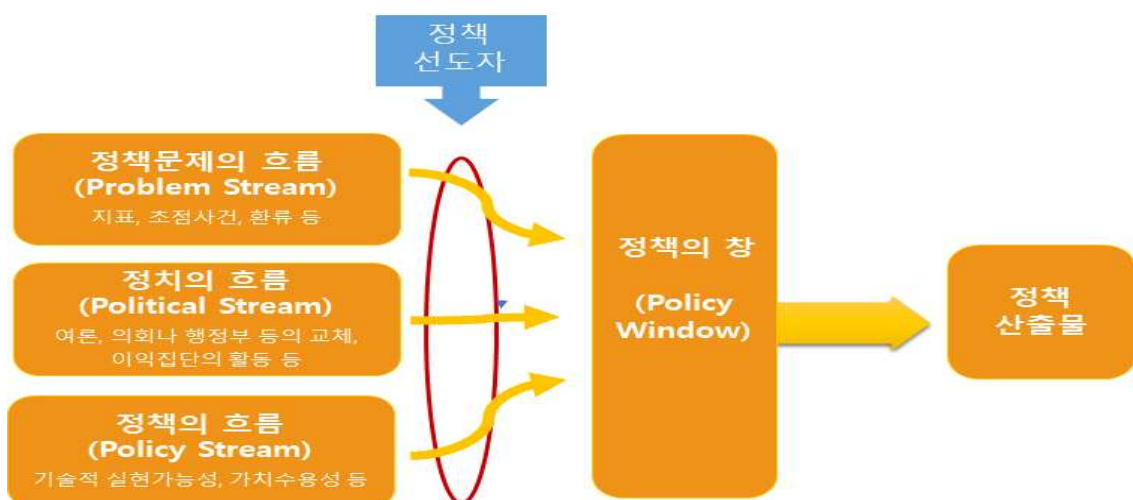 정책
선도자
정책문제의 흐름
(Problem Stream)
지표, 초점사건, 환류 등
정치의 흐름
(Political Stream)
여론, 의회나 행정부 등의 교체,
이익집단의 활동 등
정책의 흐름
(Policy Stream)
기술적 실현가능성, 가치수용성 등
정책의 창
(Policy
Window)
정책
산출물